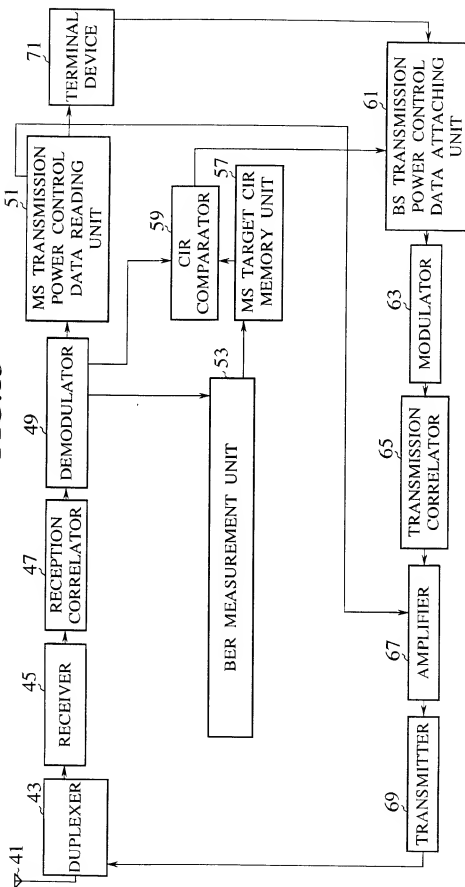 41
43
DUPLEXER
45
RECEIVER
47
RECEPTION
CORRELATOR
49
DEMODULATOR
51
MS TRANSMISSION
POWER CONTROL
DATA READING
UNIT
71
TERMINAL
DEVICE
59
CIR
COMPARATOR
57
MS TARGET CIR
MEMORY UNIT
53
BER MEASUREMENT UNIT
69
TRANSMITTER
67
AMPLIFIER
65
TRANSMISSION
CORRELATOR
63
MODULATOR
61
BS TRANSMISSION
POWER CONTROL
DATA ATTACHING
UNIT